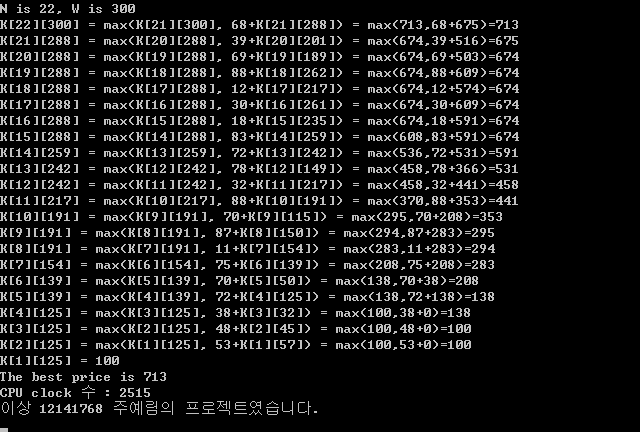 N is 22, W is 300
K[22][300] = max(K[21][300], 68+K[21][288]) = max(713,68+675)=713
K[21][288] = max(K[20][288], 39+K[20][201]) = max(674,39+516)=675
K[20][288] = max(K[19][288], 69+K[19][189]) = max(674,69+503)=674
K[19][288] = max(K[18][288], 88+K[18][262]) = max(674,88+609)=674
K[18][288] = max(K[17][288], 12+K[17][217]) = max(674,12+574)=674
K[17][288] = max(K[16][288], 30+K[16][261]) = max(674,30+609)=674
K[16][288] = max(K[15][288], 18+K[15][235]) = max(674,18+591)=674
K[15][288] = max(K[14][288], 83+K[14][259]) = max(608,83+591)=674
K[14][259] = max(K[13][259], 72+K[13][242]) = max(536,72+531)=591
K[13][242] = max(K[12][242], 78+K[12][149]) = max(458,78+366)=531
K[12][242] = max(K[11][242], 32+K[11][217]) = max(458,32+441)=458
K[11][217] = max(K[10][217], 88+K[10][191]) = max(370,88+353)=441
K[10][191] = max(K[9][191], 70+K[9][115]) = max(295,70+208)=353
K[9][191] = max(K[8][191], 87+K[8][150]) = max(294,87+283)=295
K[8][191] = max(K[7][191], 11+K[7][154]) = max(283,11+283)=294
K[7][154] = max(K[6][154], 75+K[6][139]) = max(208,75+208)=283
K[6][139] = max(K[5][139], 70+K[5][50]) = max(138,70+38)=208
K[5][139] = max(K[4][139], 72+K[4][125]) = max(138,72+138)=138
K[4][125] = max(K[3][125], 38+K[3][32]) = max(100,38+0)=138
K[3][125] = max(K[2][125], 48+K[2][45]) = max(100,48+0)=100
K[2][125] = max(K[1][125], 53+K[1][57]) = max(100,53+0)=100
K[1][125] = 100
The best price is 713
CPU clock 수 : 2515
이상 12141768 주예림의 프로젝트였습니다.